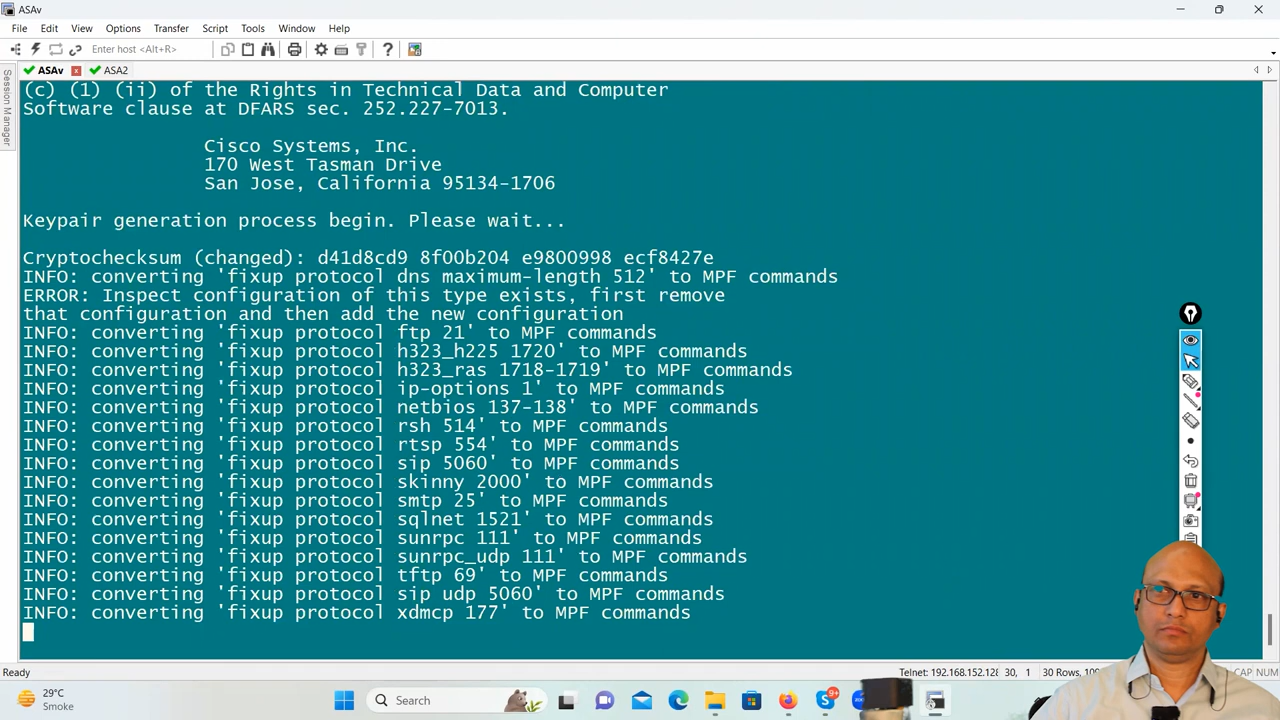 ASAv
File Edit View Options Transfer Script Tools Window Help
Enter host <Alt+R>
ASAv ASA2
Session Manager
(c) (1) (ii) of the Rights in Technical Data and Computer
Software clause at DFARS sec. 252.227-7013.
Cisco Systems, Inc.
170 West Tasman Drive
San Jose, California 95134-1706
Keypair generation process begin. Please wait...
Cryptochecksum (changed): d41d8cd9 8f00b204 e9800998 ecf8427e
INFO: converting 'fixup protocol dns maximum-length 512' to MPF commands
ERROR: Inspect configuration of this type exists, first remove
that configuration and then add the new configuration
INFO: converting 'fixup protocol ftp 21' to MPF commands
INFO: converting 'fixup protocol h323_h225 1720' to MPF commands
INFO: converting 'fixup protocol h323_ras 1718-1719' to MPF commands
INFO: converting 'fixup protocol ip-options 1' to MPF commands
INFO: converting 'fixup protocol netbios 137-138' to MPF commands
INFO: converting 'fixup protocol rsh 514' to MPF commands
INFO: converting 'fixup protocol rtsp 554' to MPF commands
INFO: converting 'fixup protocol sip 5060' to MPF commands
INFO: converting 'fixup protocol skinny 2000' to MPF commands
INFO: converting 'fixup protocol smtp 25' to MPF commands
INFO: converting 'fixup protocol sqlnet 1521' to MPF commands
INFO: converting 'fixup protocol sunrpc 111' to MPF commands
INFO: converting 'fixup protocol sunrpc_udp 111' to MPF commands
INFO: converting 'fixup protocol tftp 69' to MPF commands
INFO: converting 'fixup protocol sip udp 5060' to MPF commands
INFO: converting 'fixup protocol xdmcp 177' to MPF commands
Ready Telnet: 192.168.152.128 30, 1 30 Rows, CAP NUM
29°C
Smoke
Search